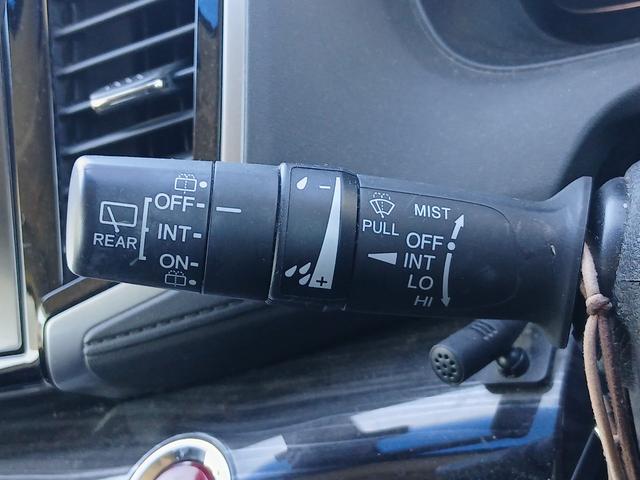 REAR
OFF
INT
ON
−
+
PULL
MIST
OFF
INT
LO
HI